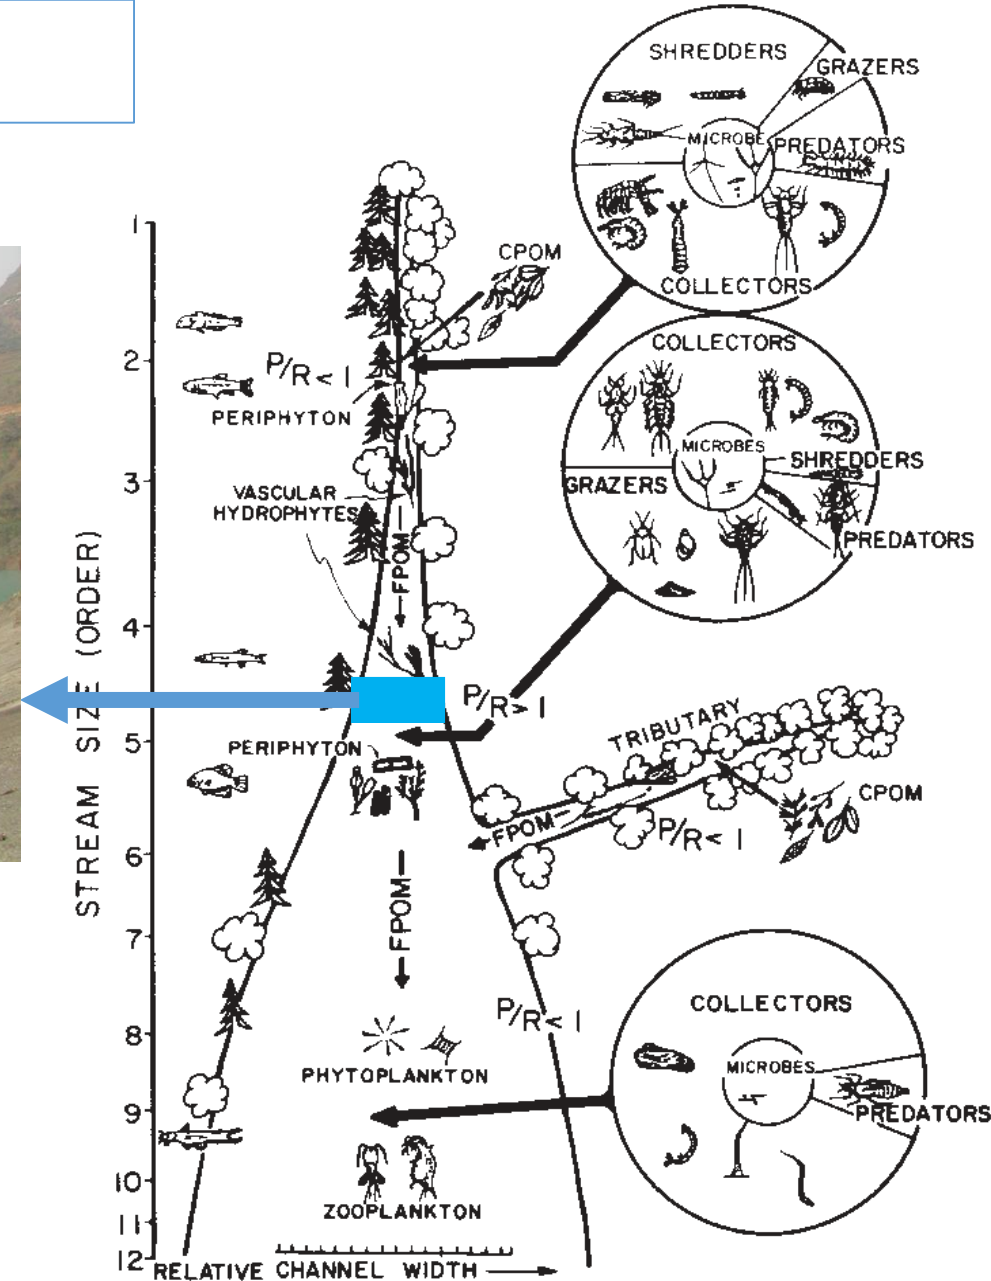 SHREDDERS
GRAZERS
MICROBE
PREDATORS
COLLECTORS
1
CPOM
2
P/R < 1
PERIPHYTON
COLLECTORS
MICROBES
SHREDDERS
GRAZERS
PREDATORS
3
VASCULAR
HYDROPHYTES
FPOM
4
STREAM SIZE (ORDER)
P/R > 1
5
PERIPHYTON
TRIBUTARY
CPOM
FPOM
P/R < 1
6
FPOM
7
P/R < 1
8
PHYTOPLANKTON
COLLECTORS
MICROBES
PREDATORS
9
10
ZOOPLANKTON
11
12
RELATIVE CHANNEL WIDTH